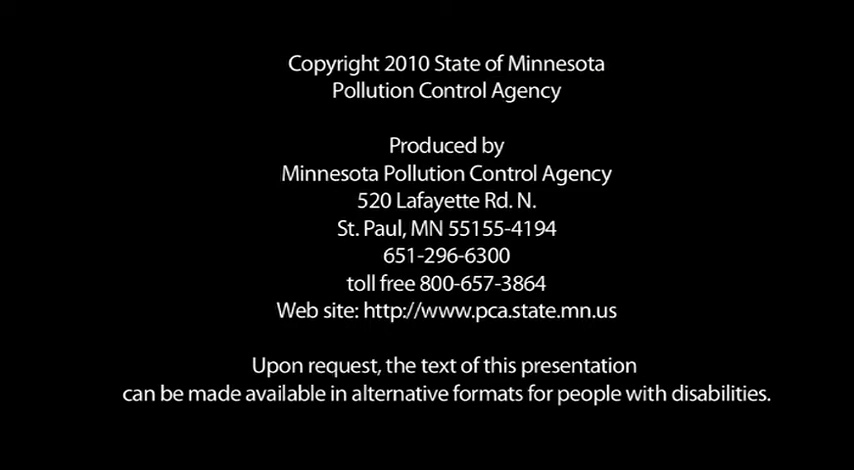 Copyright 2010 State of Minnesota
Pollution Control Agency
Produced by
Minnesota Pollution Control Agency
520 Lafayette Rd. N.
St. Paul, MN 55155-4194
651-296-6300
toll free 800-657-3864
Web site: http://www.pca.state.mn.us
Upon request, the text of this presentation
can be made available in alternative formats for people with disabilities.